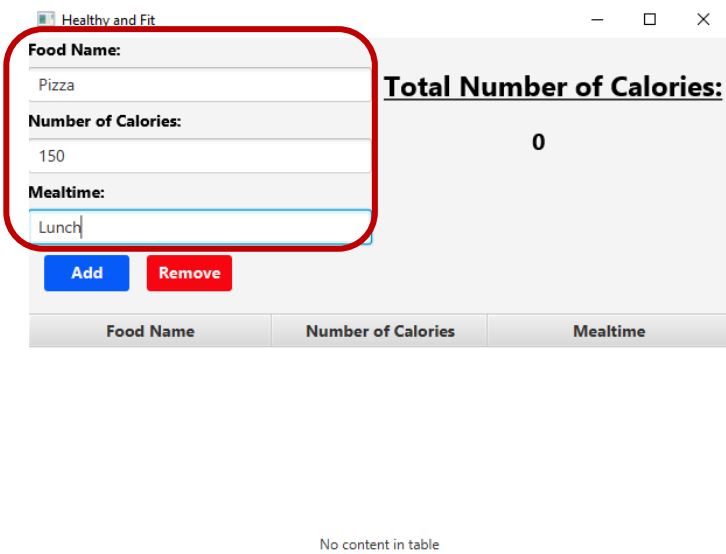 Healthy and Fit
Food Name:
Pizza
Number of Calories:
150
Mealtime:
Lunch
Add Remove
Total Number of Calories:
0
Food Name Number of Calories Mealtime
No content in table